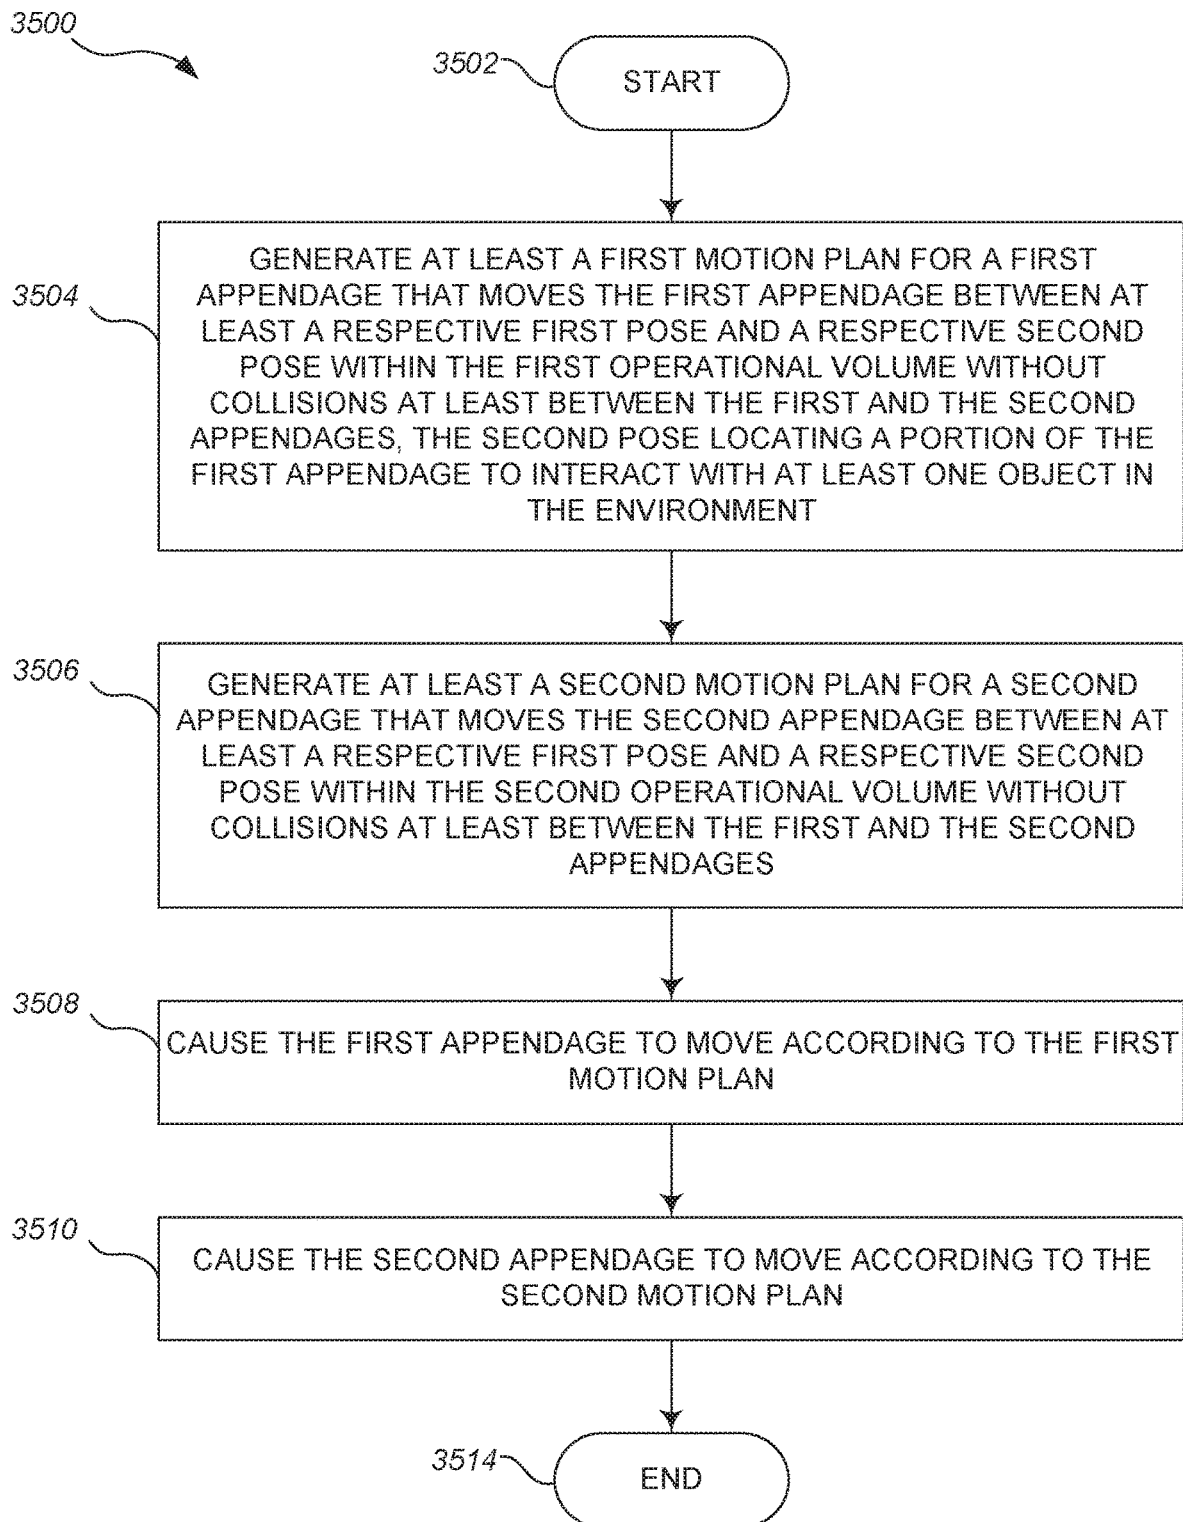 3500
3502
START
3504
GENERATE AT LEAST A FIRST MOTION PLAN FOR A FIRST
APPENDAGE THAT MOVES THE FIRST APPENDAGE BETWEEN AT
LEAST A RESPECTIVE FIRST POSE AND A RESPECTIVE SECOND
POSE WITHIN THE FIRST OPERATIONAL VOLUME WITHOUT
COLLISIONS AT LEAST BETWEEN THE FIRST AND THE SECOND
APPENDAGES, THE SECOND POSE LOCATING A PORTION OF THE
FIRST APPENDAGE TO INTERACT WITH AT LEAST ONE OBJECT IN
THE ENVIRONMENT
3506
GENERATE AT LEAST A SECOND MOTION PLAN FOR A SECOND
APPENDAGE THAT MOVES THE SECOND APPENDAGE BETWEEN AT
LEAST A RESPECTIVE FIRST POSE AND A RESPECTIVE SECOND
POSE WITHIN THE SECOND OPERATIONAL VOLUME WITHOUT
COLLISIONS AT LEAST BETWEEN THE FIRST AND THE SECOND
APPENDAGES
3508
CAUSE THE FIRST APPENDAGE TO MOVE ACCORDING TO THE FIRST
MOTION PLAN
3510
CAUSE THE SECOND APPENDAGE TO MOVE ACCORDING TO THE
SECOND MOTION PLAN
3514
END